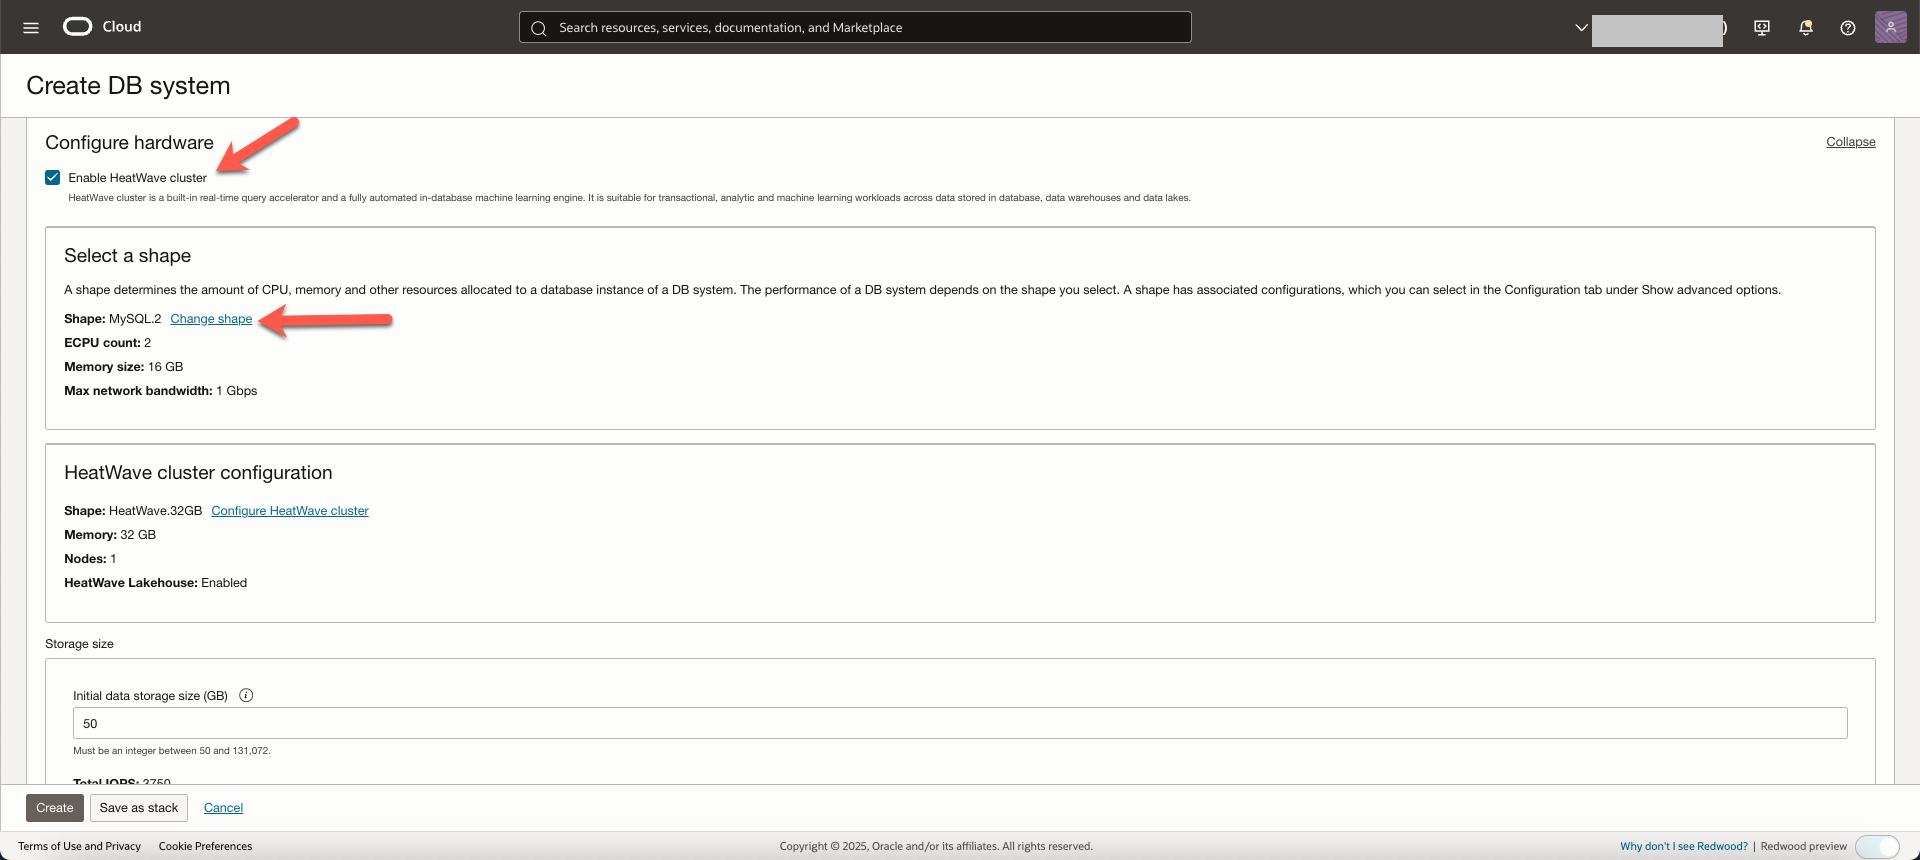 Cloud
Search resources, services, documentation, and Marketplace
Create DB system
Configure hardware
Collapse
Enable HeatWave cluster
HeatWave cluster is a built-in real-time query accelerator and a fully automated in-database machine learning engine. It is suitable for transactional, analytic and machine learning workloads across data stored in database, data warehouses and data lakes.
Select a shape
A shape determines the amount of CPU, memory and other resources allocated to a database instance of a DB system. The performance of a DB system depends on the shape you select. A shape has associated configurations, which you can select in the Configuration tab under Show advanced options.
Shape: MySQL.2 Change shape
ECPU count: 2
Memory size: 16 GB
Max network bandwidth: 1 Gbps
HeatWave cluster configuration
Shape: HeatWave.32GB Configure HeatWave cluster
Memory: 32 GB
Nodes: 1
HeatWave Lakehouse: Enabled
Storage size
Initial data storage size (GB)
50
Must be an integer between 50 and 131,072.
Total IOPS: 3750
Create Save as stack Cancel
Terms of Use and Privacy Cookie Preferences Copyright © 2025, Oracle and/or its affiliates. All rights reserved. Why don't I see Redwood? | Redwood preview